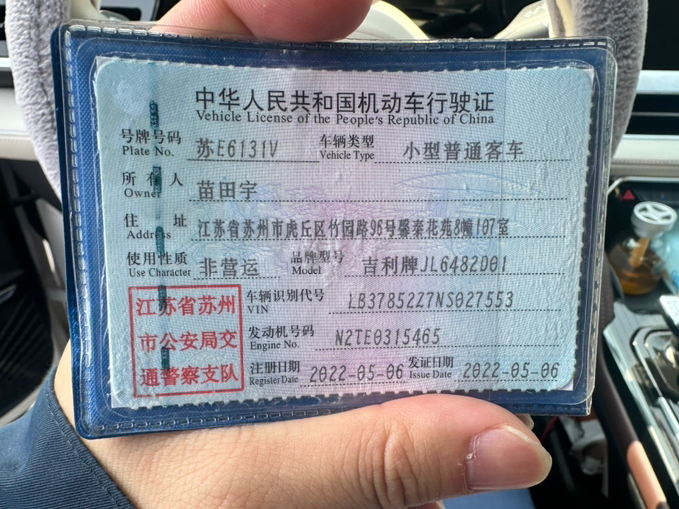 中华人民共和国机动车行驶证
Vehicle License of the People's Republic of China
号牌号码 苏E6131V 车辆类型 小型普通客车
Plate No. Vehicle Type
所有人 苗田宇
Owner
住址 江苏省苏州市虎丘区竹园路96号馨泰花苑8幢107室
Address
使用性质 非营运 品牌型号 吉利牌JL6482D01
Use Character Model
江苏省苏州 车辆识别代号 LB37852Z7NS027553
VIN
市公安局交 发动机号码 N2TE0315465
Engine No.
通警察支队 注册日期 2022-05-06 发证日期 2022-05-06
Register Date Issue Date